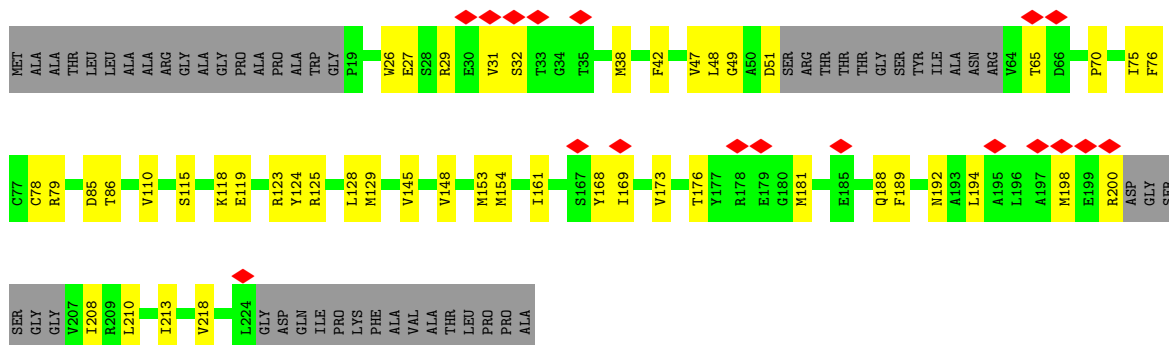 MET ALA ALA THR LEU LEU ALA ALA ARG GLY ALA GLY PRO ALA PRO ALA TRP GLY P19 W26 E27 S28 R29 E30 V31 S32 T33 G34 T35 M38 F42 V47 L48 G49 A50 D51 SER ARG THR THR THR GLY SER TYR ILE ALA ASN ARG V64 T65 D66 P70 I75 F76
C77 C78 R79 D85 T86 V110 S115 K118 E119 R123 Y124 R125 L128 M129 V145 V148 M153 M154 I161 S167 Y168 I169 V173 T176 Y177 R178 E179 G180 M181 E185 Q188 F189 N192 A193 L194 A195 L196 A197 M198 E199 R200 ASP GLY SER
SER GLY GLY V207 I208 R209 L210 I213 V218 L224 GLY ASP GLN ILE PRO LYS PHE ALA VAL ALA THR LEU PRO PRO ALA